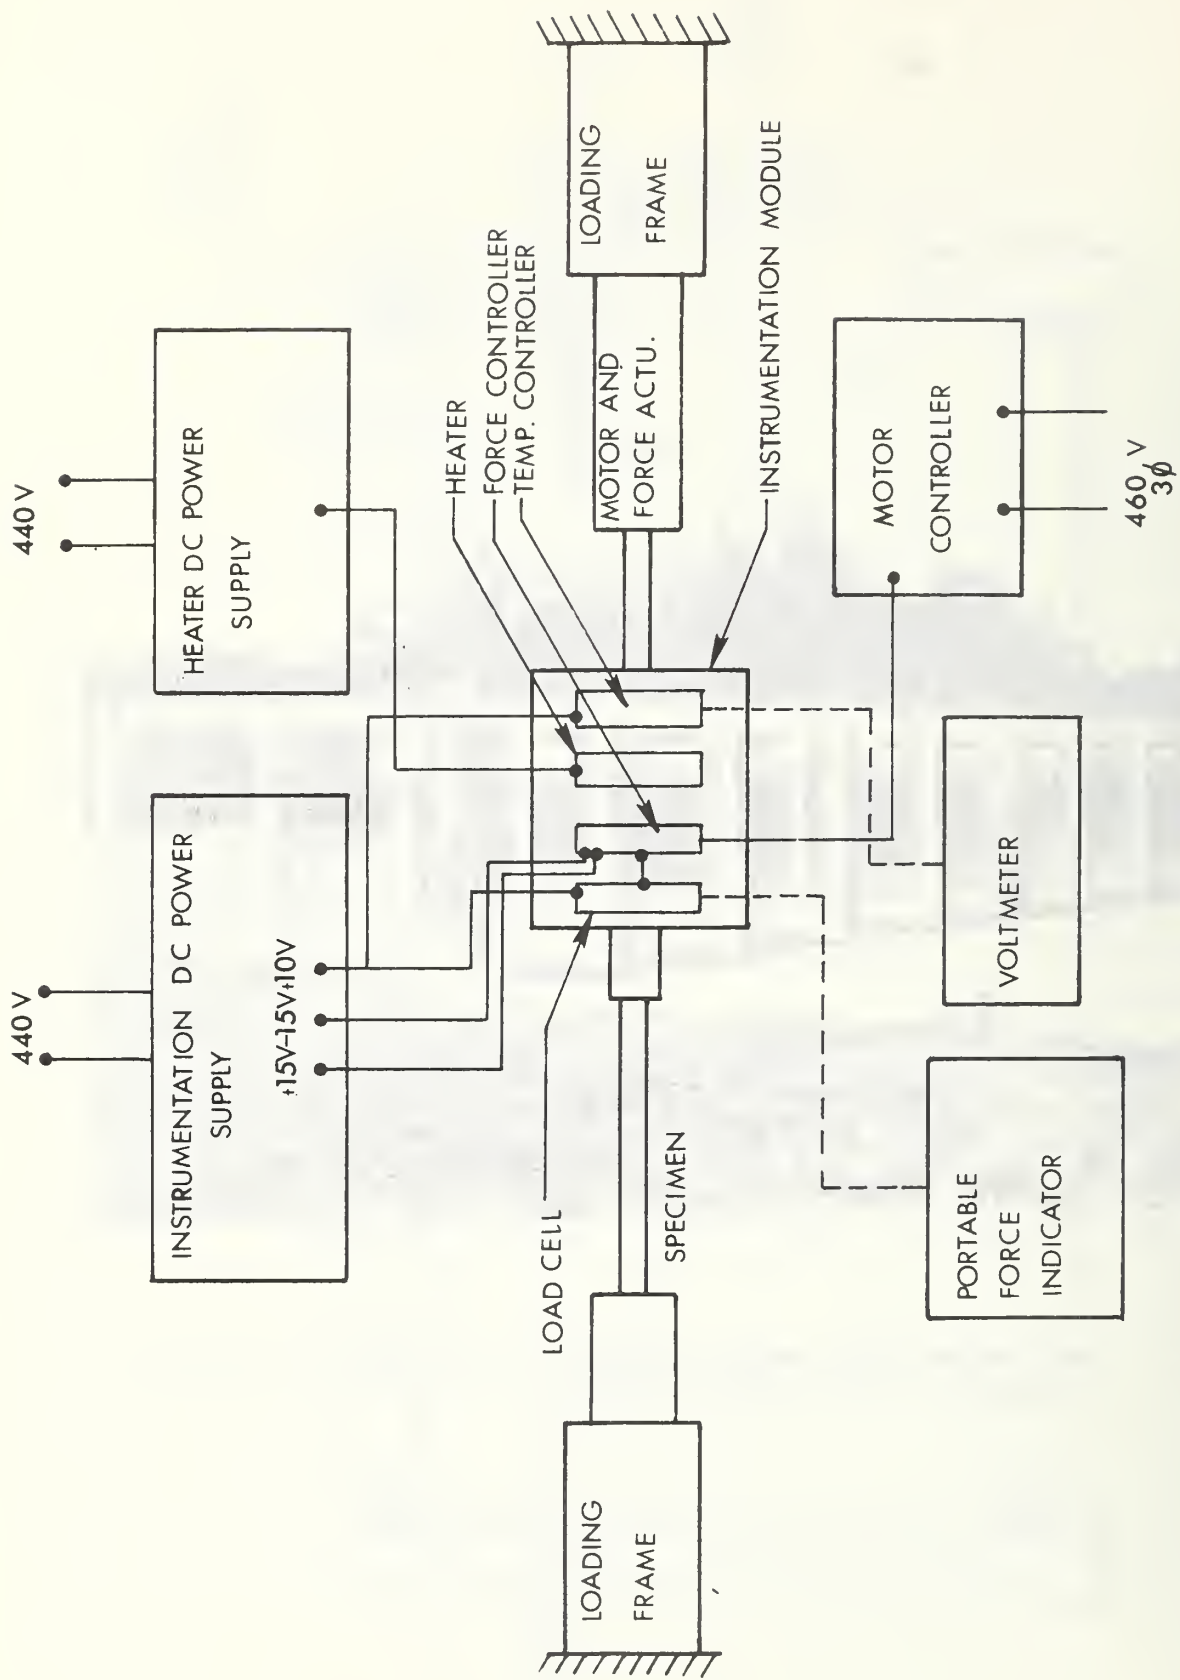 440 V
440 V
INSTRUMENTATION DC POWER
SUPPLY
+15V-15V+10V
HEATER DC POWER
SUPPLY
HEATER
FORCE CONTROLLER
TEMP. CONTROLLER
LOAD CELL
LOADING
FRAME
SPECIMEN
MOTOR AND
FORCE ACTU.
LOADING
FRAME
INSTRUMENTATION MODULE
PORTABLE
FORCE
INDICATOR
VOLTMETER
MOTOR
CONTROLLER
460 V
3ϕ